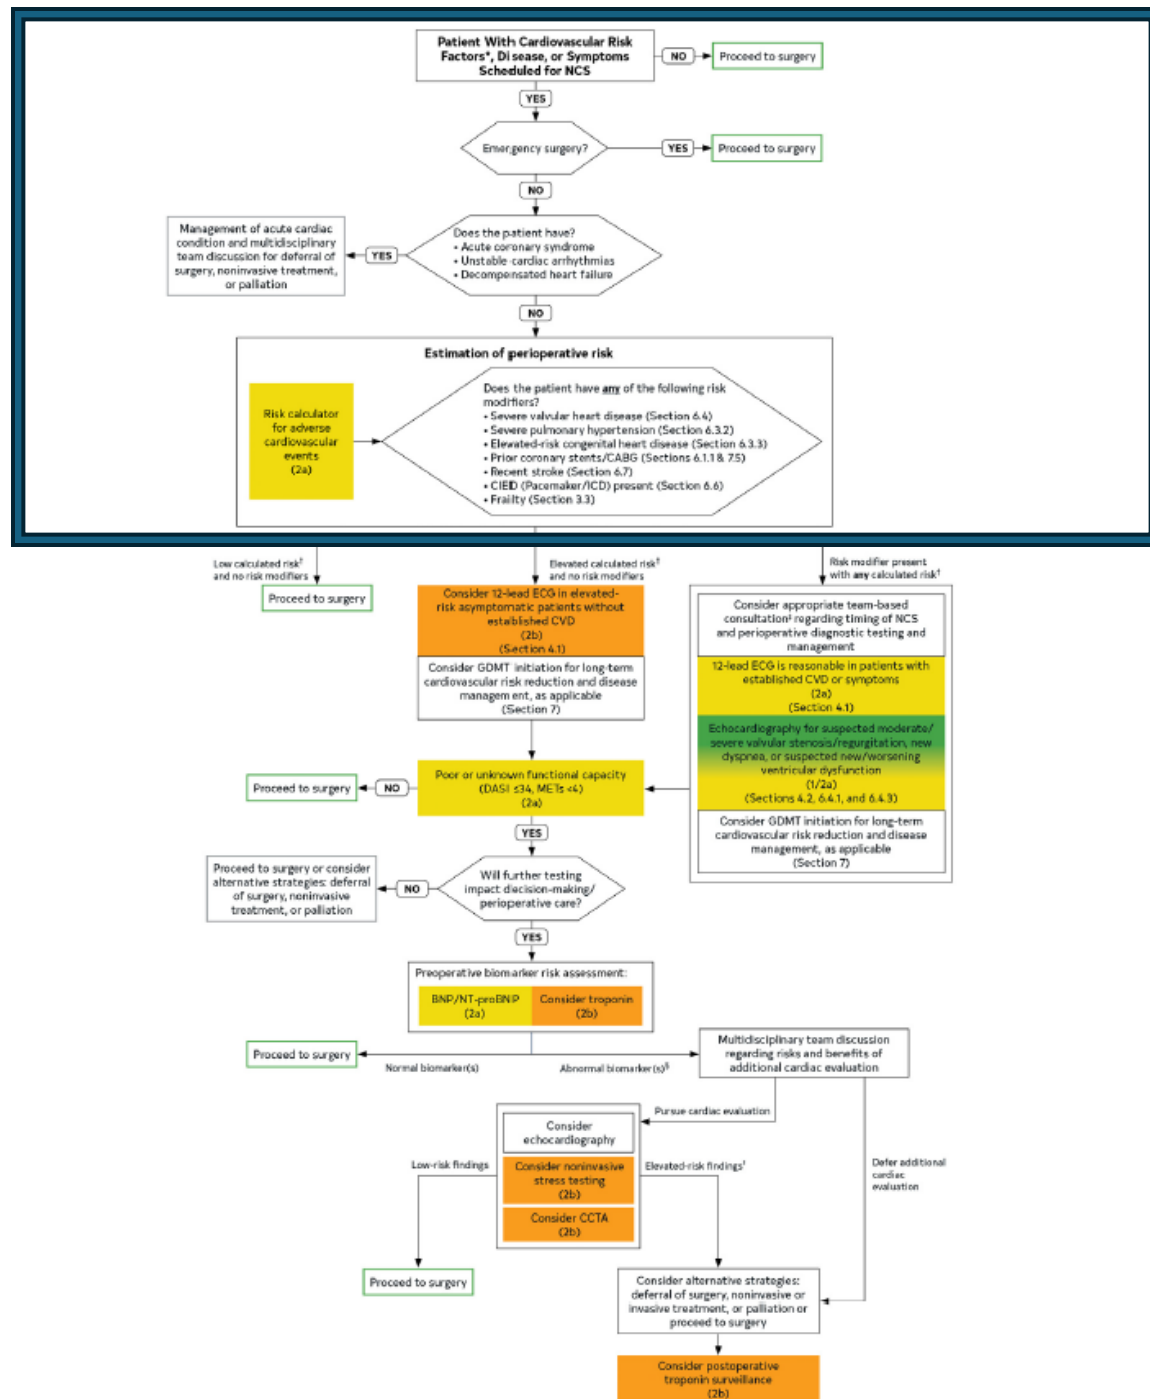 Patient With Cardiovascular Risk
Factors*, Disease, or Symptoms
Scheduled for NCS
NO
Proceed to surgery
YES
Emergency surgery?
YES
Proceed to surgery
NO
Management of acute cardiac
condition and multidisciplinary
team discussion for deferral of
surgery, noninvasive treatment,
or palliation
YES
Does the patient have?
• Acute coronary syndrome
• Unstable cardiac arrhythmias
• Decompensated heart failure
NO
Estimation of perioperative risk
Risk calculator
for adverse
cardiovascular
events
(2a)
Does the patient have any of the following risk
modifiers?
• Severe valvular heart disease (Section 6.4)
• Severe pulmonary hypertension (Section 6.3.2)
• Elevated-risk congenital heart disease (Section 6.3.3)
• Prior coronary stents/CABG (Sections 6.1.1 & 7.5)
• Recent stroke (Section 6.7)
• CIED (Pacemaker/ICD) present (Section 6.6)
• Frailty (Section 3.3)
Low calculated risk†
and no risk modifiers
Elevated calculated risk†
and no risk modifiers
Risk modifier present
with any calculated risk†
Proceed to surgery
Consider 12-lead ECG in elevated-
risk asymptomatic patients without
established CVD
(2b)
(Section 4.1)
Consider GDMT initiation for long-term
cardiovascular risk reduction and disease
management, as applicable
(Section 7)
Consider appropriate team-based
consultation‡ regarding timing of NCS
and perioperative diagnostic testing and
management
12-lead ECG is reasonable in patients with
established CVD or symptoms
(2a)
(Section 4.1)
Echocardiography for suspected moderate/
severe valvular stenosis/regurgitation, new
dyspnea, or suspected new/worsening
ventricular dysfunction
(1/2a)
(Sections 4.2, 6.4.1, and 6.4.3)
Consider GDMT initiation for long-term
cardiovascular risk reduction and disease
management, as applicable
(Section 7)
Proceed to surgery
NO
Poor or unknown functional capacity
(DASI ≤34, METs <4)
(2a)
YES
Proceed to surgery or consider
alternative strategies: deferral
of surgery, noninvasive
treatment, or palliation
NO
Will further testing
impact decision-making/
perioperative care?
YES
Preoperative biomarker risk assessment:
BNP/NT-proBNP
(2a)
Consider troponin
(2b)
Proceed to surgery
Normal biomarker(s)
Abnormal biomarker(s)§
Multidisciplinary team discussion
regarding risks and benefits of
additional cardiac evaluation
Pursue cardiac evaluation
Consider
echocardiography
Low-risk findings
Consider noninvasive
stress testing
(2b)
Elevated-risk findings
Defer additional
cardiac
evaluation
Consider CCTA
(2b)
Proceed to surgery
Consider alternative strategies:
deferral of surgery, noninvasive or
invasive treatment, or palliation or
proceed to surgery
Consider postoperative
troponin surveillance
(2b)